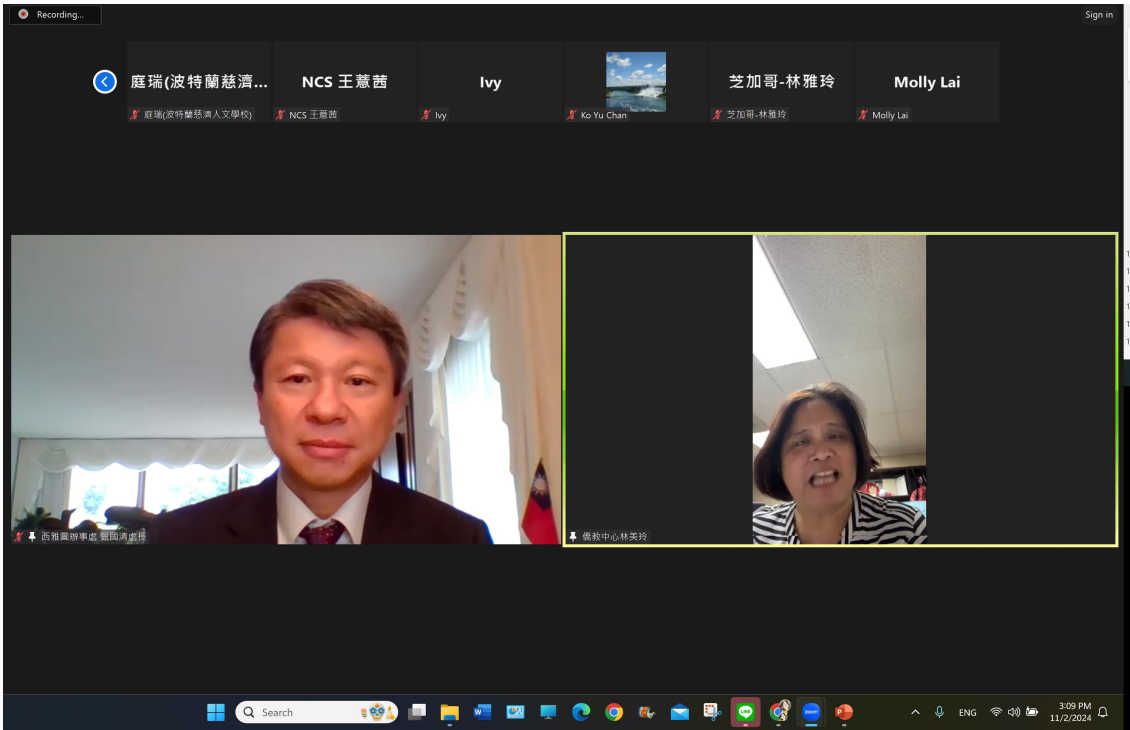 Recording...
Sign in
庭瑞(波特蘭慈濟...
NCS 王薏茜
Ivy
芝加哥-林雅玲
Molly Lai
庭瑞(波特蘭慈濟人文學校)
NCS 王薏茜
Ivy
Ko Yu Chan
芝加哥-林雅玲
Molly Lai
西雅圖辦事處 張國清處長
僑教中心林美玲
Search
ENG
3:09 PM
11/2/2024